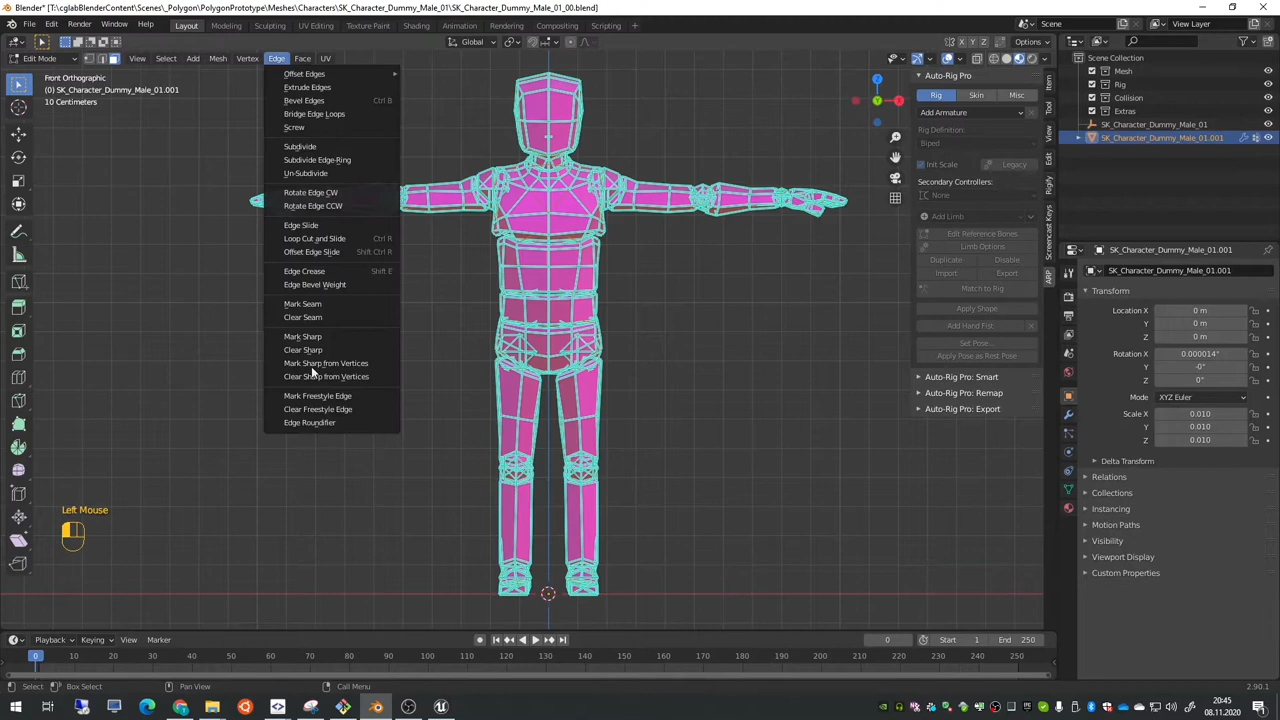 Blender* [D:\cglabBlenderContent\Scenes\_Polygon\PolygonPrototype\Meshes\Characters\SK_Character_Dummy_Male_01\SK_Character_Dummy_Male_01_00.blend]
File Edit Render Window Help Layout Modeling Sculpting UV Editing Texture Paint Shading Animation Rendering Compositing Scripting Scene View Layer
Global Options
Edit Mode View Select Add Mesh Vertex Edge Face UV
Front Orthographic
(0) SK_Character_Dummy_Male_01.001
10 Centimeters
Offset Edges
Extrude Edges
Bevel Edges Ctrl B
Bridge Edge Loops
Screw
Subdivide
Subdivide Edge-Ring
Un-Subdivide
Rotate Edge CW
Rotate Edge CCW
Edge Slide
Loop Cut and Slide Ctrl R
Offset Edge Slide Shift Ctrl R
Edge Crease Shift E
Edge Bevel Weight
Mark Seam
Clear Seam
Mark Sharp
Clear Sharp
Mark Sharp from Vertices
Clear Sharp from Vertices
Mark Freestyle Edge
Clear Freestyle Edge
Edge Roundifier
Left Mouse
Z
Y
X
X Y Z
Auto-Rig Pro
Rig Skin Misc
Add Armature
Rig Definition:
Biped
Init Scale Legacy
Secondary Controllers:
None
Add Limb
Edit Reference Bones
Limb Options
Duplicate Disable
Import Export
Match to Rig
Apply Shape
Add Hand Fist
Set Pose...
Apply Pose as Rest Pose
Auto-Rig Pro: Smart
Auto-Rig Pro: Remap
Auto-Rig Pro: Export
Item
Tool
View
Edit
Rigify
Screencast Keys
ARP
Scene Collection
Mesh
Rig
Collision
Extras
SK_Character_Dummy_Male_01
SK_Character_Dummy_Male_01.001
SK_Character_Dummy_Male_01.001
SK_Character_Dummy_Male_01.001
Transform
Location X 0 m
Y 0 m
Z 0 m
Rotation X 0.000014°
Y -0°
Z 0°
Mode XYZ Euler
Scale X 0.010
Y 0.010
Z 0.010
Delta Transform
Relations
Collections
Instancing
Motion Paths
Visibility
Viewport Display
Custom Properties
Playback Keying View Marker 0 Start 1 End 250
0 10 20 30 40 50 60 70 80 90 100 110 120 130 140 150 160 170 180 190 200 210 220 230 240 250
Select Box Select Pan View Call Menu 2.90.1
20:45
08.11.2020